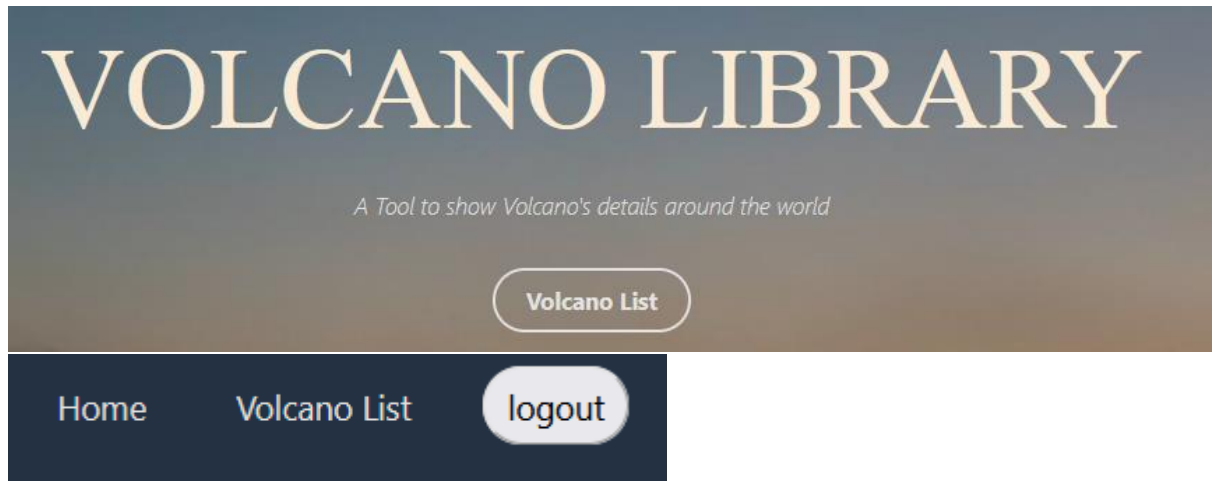 VOLCANO LIBRARY
A Tool to show Volcano's details around the world
Volcano List
Home Volcano List logout